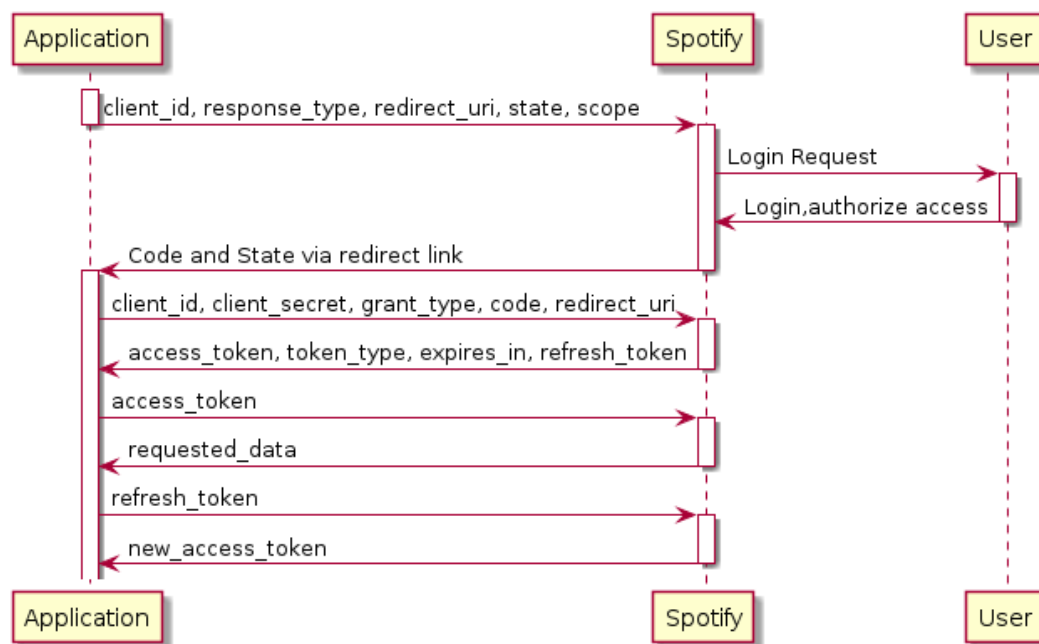 Application
Spotify
User
client_id, response_type, redirect_uri, state, scope
Login Request
Login,authorize access
Code and State via redirect link
client_id, client_secret, grant_type, code, redirect_uri
access_token, token_type, expires_in, refresh_token
access_token
requested_data
refresh_token
new_access_token
Application
Spotify
User